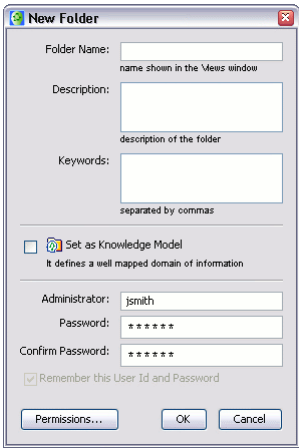 New Folder
Folder Name:
name shown in the Views window
Description:
description of the folder
Keywords:
separated by commas
Set as Knowledge Model
It defines a well mapped domain of information
Administrator: jsmith
Password: ******
Confirm Password: ******
Remember this User Id and Password
Permissions... OK Cancel